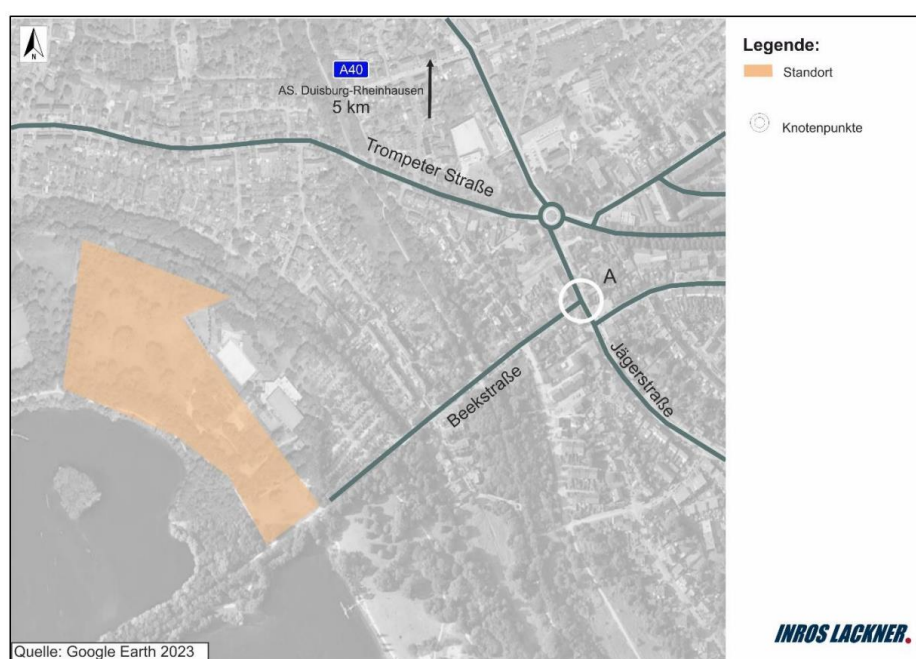 N
A40
AS. Duisburg-Rheinhausen
5 km
Trompeter Straße
A
Beekstraße
Jägerstraße
Legende:
Standort
Knotenpunkte
Quelle: Google Earth 2023
INROS LACKNER.